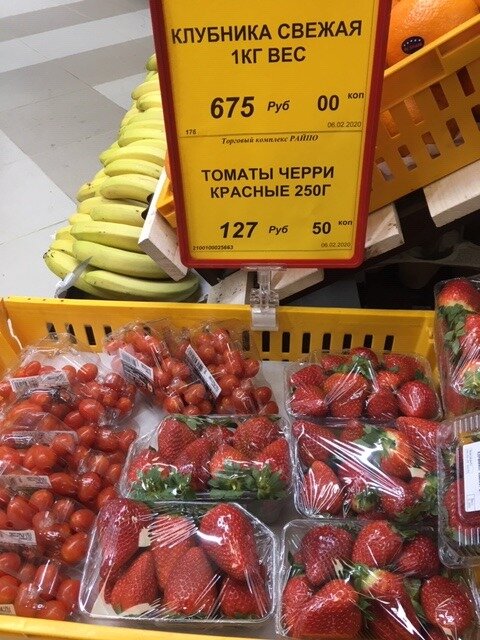 КЛУБНИКА СВЕЖАЯ
1КГ ВЕС
675 Руб 00 коп
176 06.02.2020
Торговый комплекс РАЙПО
ТОМАТЫ ЧЕРРИ
КРАСНЫЕ 250Г
127 Руб 50 коп
2100100025663 06.02.2020